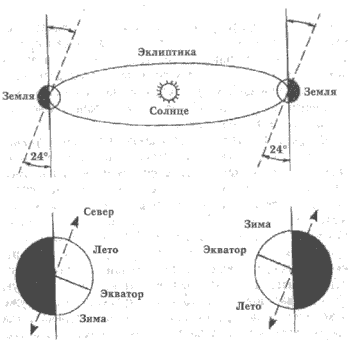 Эклиптика
Земля
Солнце
Земля
24°
24°
Север
Лето
Экватор
Зима
Зима
Экватор
Лето